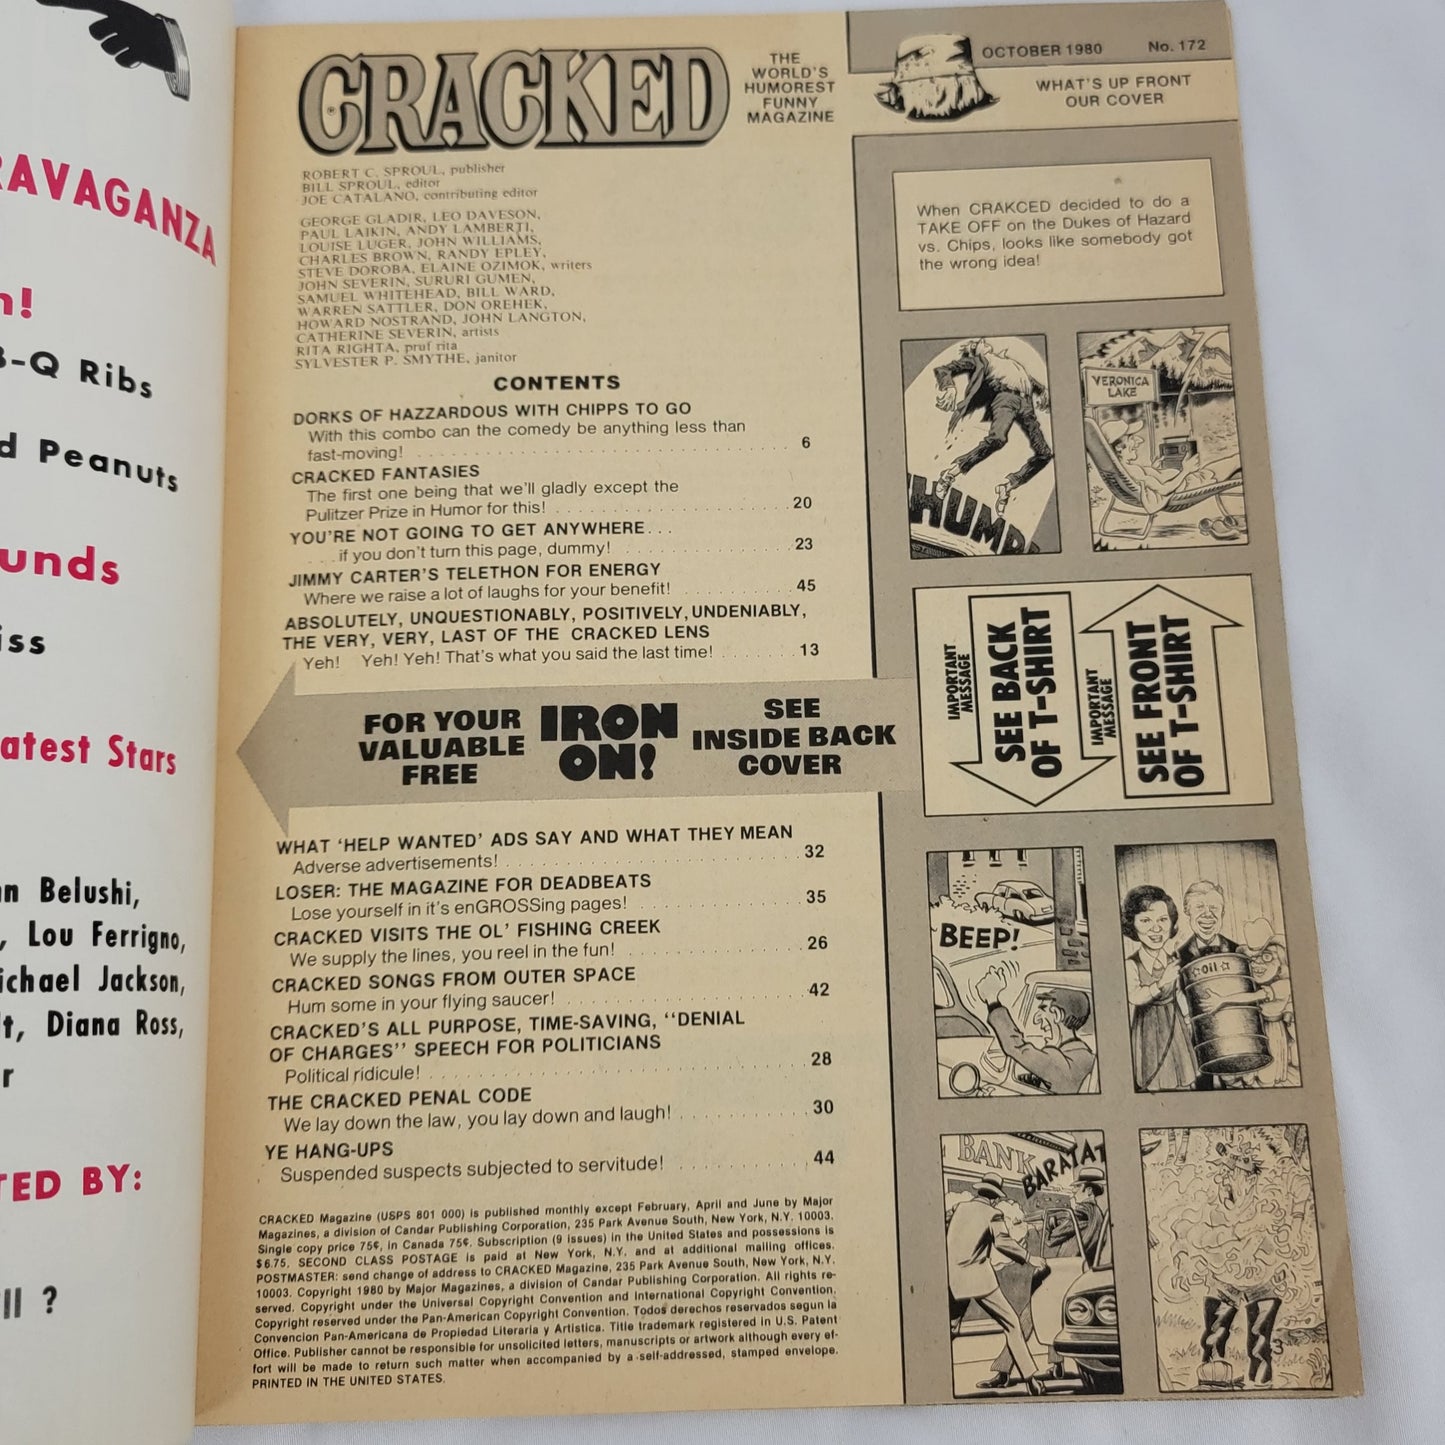 RAVAGANZA
n!
B-Q Ribs
d Peanuts
unds
iss
atest Stars
n Belushi,
, Lou Ferrigno,
ichael Jackson,
t, Diana Ross,
r
TED BY:
ll ?
CRACKED
THE
WORLD'S
HUMOREST
FUNNY
MAGAZINE
ROBERT C. SPROUL, publisher
BILL SPROUL, editor
JOE CATALANO, contributing editor
GEORGE GLADIR, LEO DAVESON,
PAUL LAIKIN, ANDY LAMBERTI,
LOUISE LUGER, JOHN WILLIAMS,
CHARLES BROWN, RANDY EPLEY,
STEVE DOROBA, ELAINE OZIMOK, writers
JOHN SEVERIN, SURURI GUMEN,
SAMUEL WHITEHEAD, BILL WARD,
WARREN SATTLER, DON OREHEK,
HOWARD NOSTRAND, JOHN LANGTON,
CATHERINE SEVERIN, artists
RITA RIGHTA, pruf rita
SYLVESTER P. SMYTHE, janitor
CONTENTS
DORKS OF HAZZARDOUS WITH CHIPPS TO GO
With this combo can the comedy be anything less than
fast-moving! 6
CRACKED FANTASIES
The first one being that we'll gladly except the
Pulitzer Prize in Humor for this! 20
YOU'RE NOT GOING TO GET ANYWHERE...
...if you don't turn this page, dummy! 23
JIMMY CARTER'S TELETHON FOR ENERGY
Where we raise a lot of laughs for your benefit! 45
ABSOLUTELY, UNQUESTIONABLY, POSITIVELY, UNDENIABLY,
THE VERY, VERY, LAST OF THE CRACKED LENS
Yeh! Yeh! Yeh! That's what you said the last time! 13
FOR YOUR
VALUABLE
FREE
IRON
ON!
SEE
INSIDE BACK
COVER
WHAT 'HELP WANTED' ADS SAY AND WHAT THEY MEAN
Adverse advertisements! 32
LOSER: THE MAGAZINE FOR DEADBEATS
Lose yourself in it's enGROSSing pages! 35
CRACKED VISITS THE OL' FISHING CREEK
We supply the lines, you reel in the fun! 26
CRACKED SONGS FROM OUTER SPACE
Hum some in your flying saucer! 42
CRACKED'S ALL PURPOSE, TIME-SAVING, "DENIAL
OF CHARGES" SPEECH FOR POLITICIANS
Political ridicule! 28
THE CRACKED PENAL CODE
We lay down the law, you lay down and laugh! 30
YE HANG-UPS
Suspended suspects subjected to servitude! 44
CRACKED Magazine (USPS 801 000) is published monthly except February, April and June by Major
Magazines, a division of Candar Publishing Corporation, 235 Park Avenue South, New York, N.Y. 10003.
Single copy price 75¢, in Canada 75¢. Subscription (9 issues) in the United States and possessions is
$6.75. SECOND CLASS POSTAGE is paid at New York, N.Y. and at additional mailing offices.
POSTMASTER: send change of address to CRACKED Magazine, 235 Park Avenue South, New York, N.Y.
10003. Copyright 1980 by Major Magazines, a division of Candar Publishing Corporation. All rights re-
served. Copyright under the Universal Copyright Convention and International Copyright Convention.
Copyright reserved under the Pan-American Copyright Convention. Todos derechos reservados segun la
Convencion Pan-Americana de Propiedad Literaria y Artistica. Title trademark registered in U.S. Patent
Office. Publisher cannot be responsible for unsolicited letters, manuscripts or artwork although every ef-
fort will be made to return such matter when accompanied by a self-addressed, stamped envelope.
PRINTED IN THE UNITED STATES.
OCTOBER 1980 No. 172
WHAT'S UP FRONT
OUR COVER
When CRAKCED decided to do a
TAKE OFF on the Dukes of Hazard
vs. Chips, looks like somebody got
the wrong idea!
THUMP
VERONICA
LAKE
IMPORTANT
MESSAGE
SEE BACK
OF T-SHIRT
IMPORTANT
MESSAGE
SEE FRONT
OF T-SHIRT
BEEP!
OIL
BANK
BARATAT
3